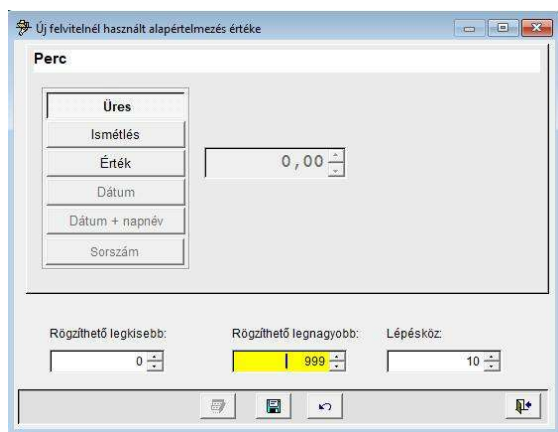 Új felvitelnél használt alapértelmezés értéke
Perc
Üres
Ismétlés
Érték
0,00
Dátum
Dátum + napnév
Sorszám
Rögzíthető legkisebb: Rögzíthető legnagyobb: Lépésköz:
0 999 10